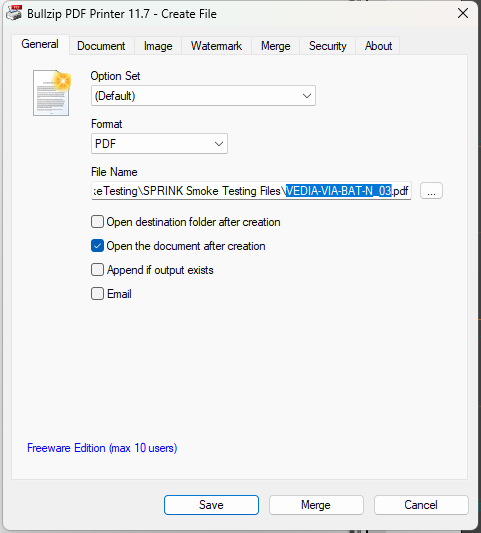 Bullzip PDF Printer 11.7 - Create File
General Document Image Watermark Merge Security About
Option Set
(Default)
Format
PDF
File Name
Testing\SPRINK Smoke Testing Files\VEDIA-VIA-BAT-N_03.pdf ...
Open destination folder after creation
Open the document after creation
Append if output exists
Email
Freeware Edition (max 10 users)
Save Merge Cancel